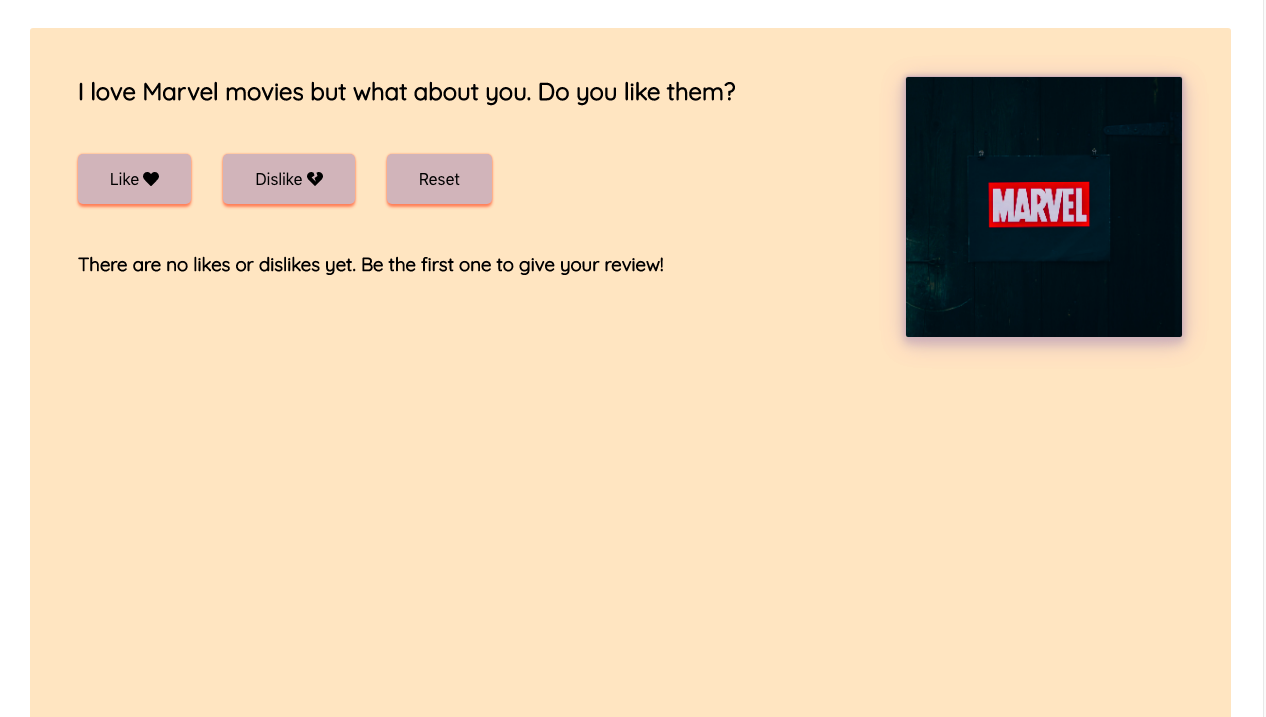 I love Marvel movies but what about you. Do you like them?
MARVEL
Like
Dislike
Reset
There are no likes or dislikes yet. Be the first one to give your review!